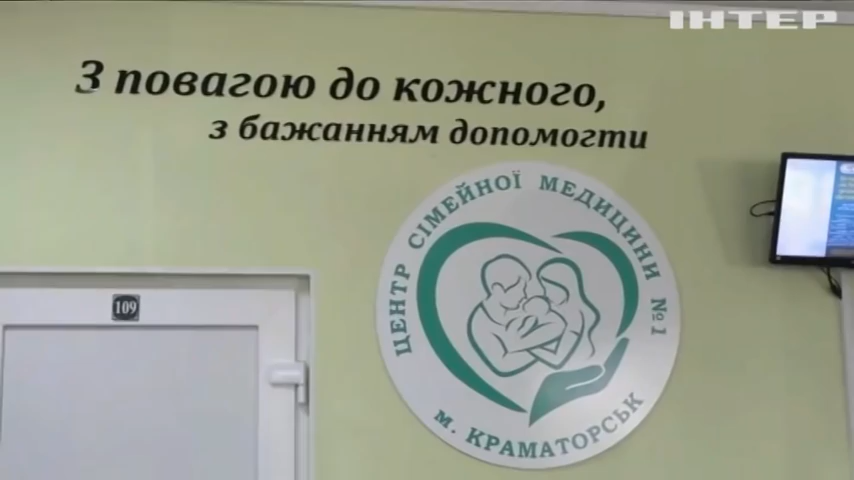 ІНТЕР
З повагою до кожного,
з бажанням допомогти
ЦЕНТР СІМЕЙНОЇ МЕДИЦИНИ №1
м. КРАМАТОРСЬК
109